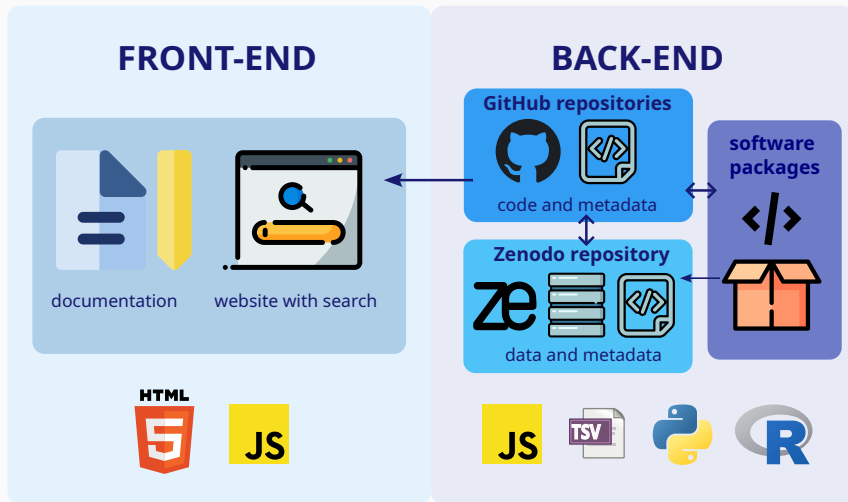 FRONT-END
documentation
website with search
HTML
5
JS
BACK-END
GitHub repositories
code and metadata
Zenodo repository
ze
data and metadata
software
packages
JS
TSV
R